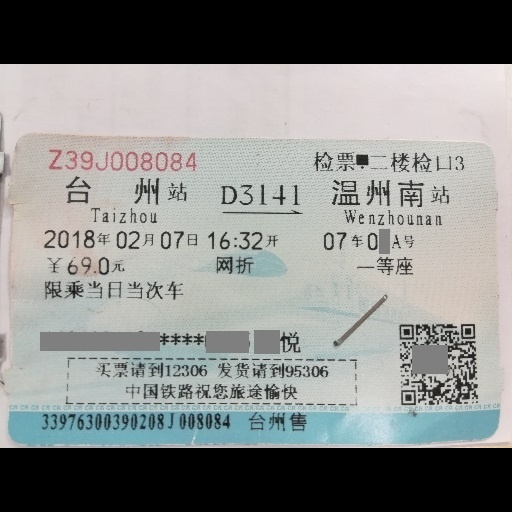 Z39J008084 检票 二楼检口3
台州站 D3141 温州南站
Taizhou Wenzhounan
2018年02月07日 16:32开 07车0 A号
¥69.0元 网折 一等座
限乘当日当次车
**** 悦
买票请到12306 发货请到95306
中国铁路祝您旅途愉快
33976300390208J008084 台州售